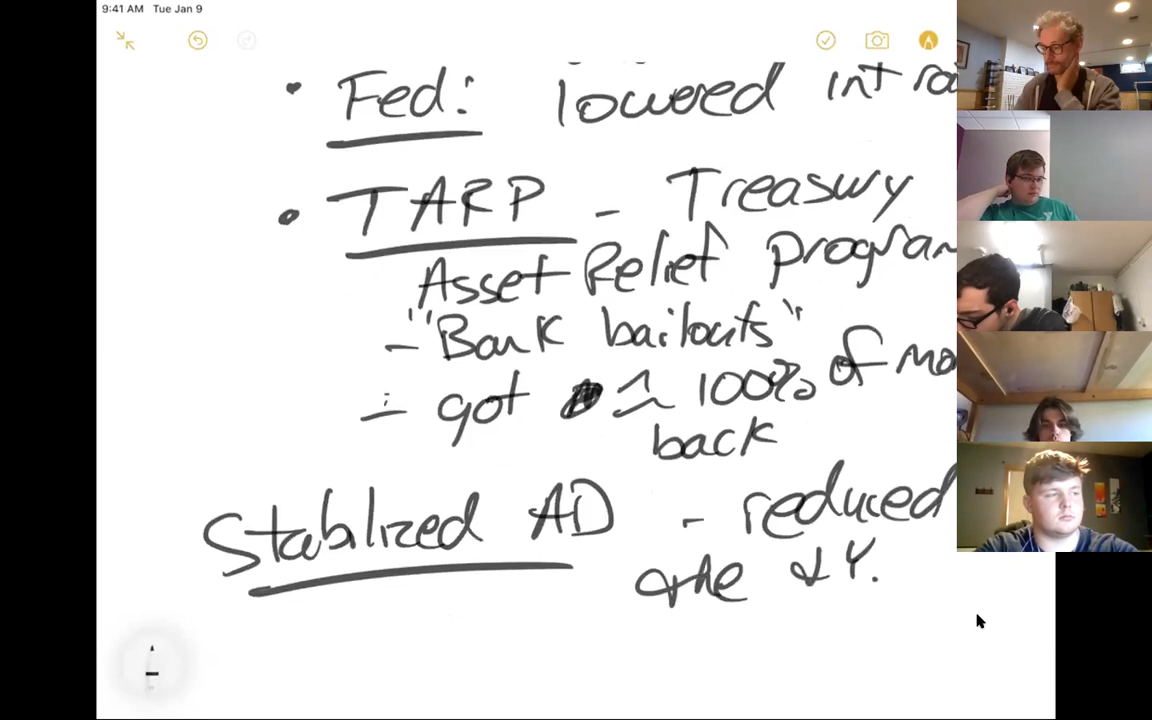 9:41 AM Tue Jan 9
• Fed: lowered int ra
• TARP - Treasury
Asset Relief Program
- "Bank bailouts"
- got ≈ 100% of mo
back
Stablized AD - reduced
the ↓ Y.